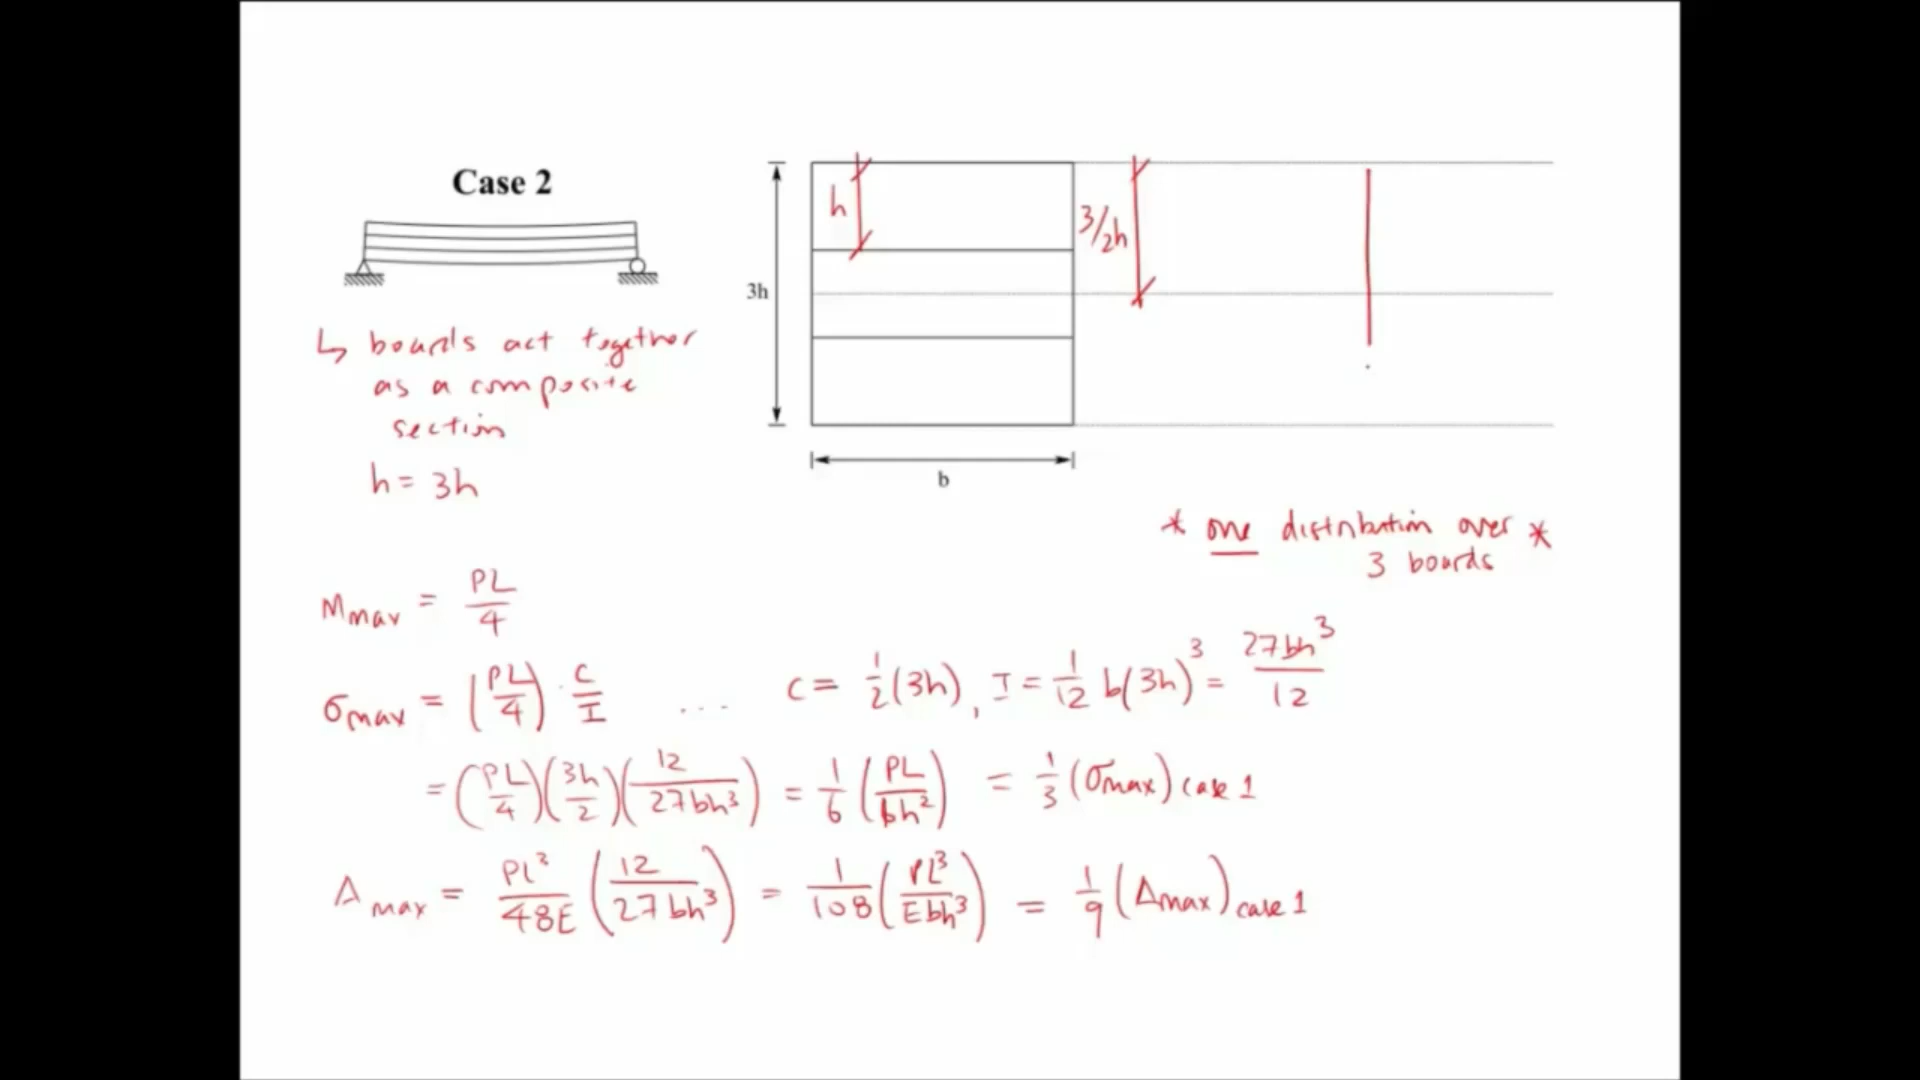 Case 2
h
3/2h
3h
↳ boards act together
as a composite
section
b
h = 3h
* one distribution over *
3 boards
Mmax = PL/4
σmax = (PL/4) · C/I ... C = 1/2(3h), I = 1/12 b(3h)³ = 27bh³/12
= (PL/4)(3h/2)(12/27bh³) = 1/6 (PL/bh²) = 1/3 (σmax) case 1
Δmax = PL³/48E (12/27bh³) = 1/108 (PL³/Ebh³) = 1/9 (Δmax) case 1